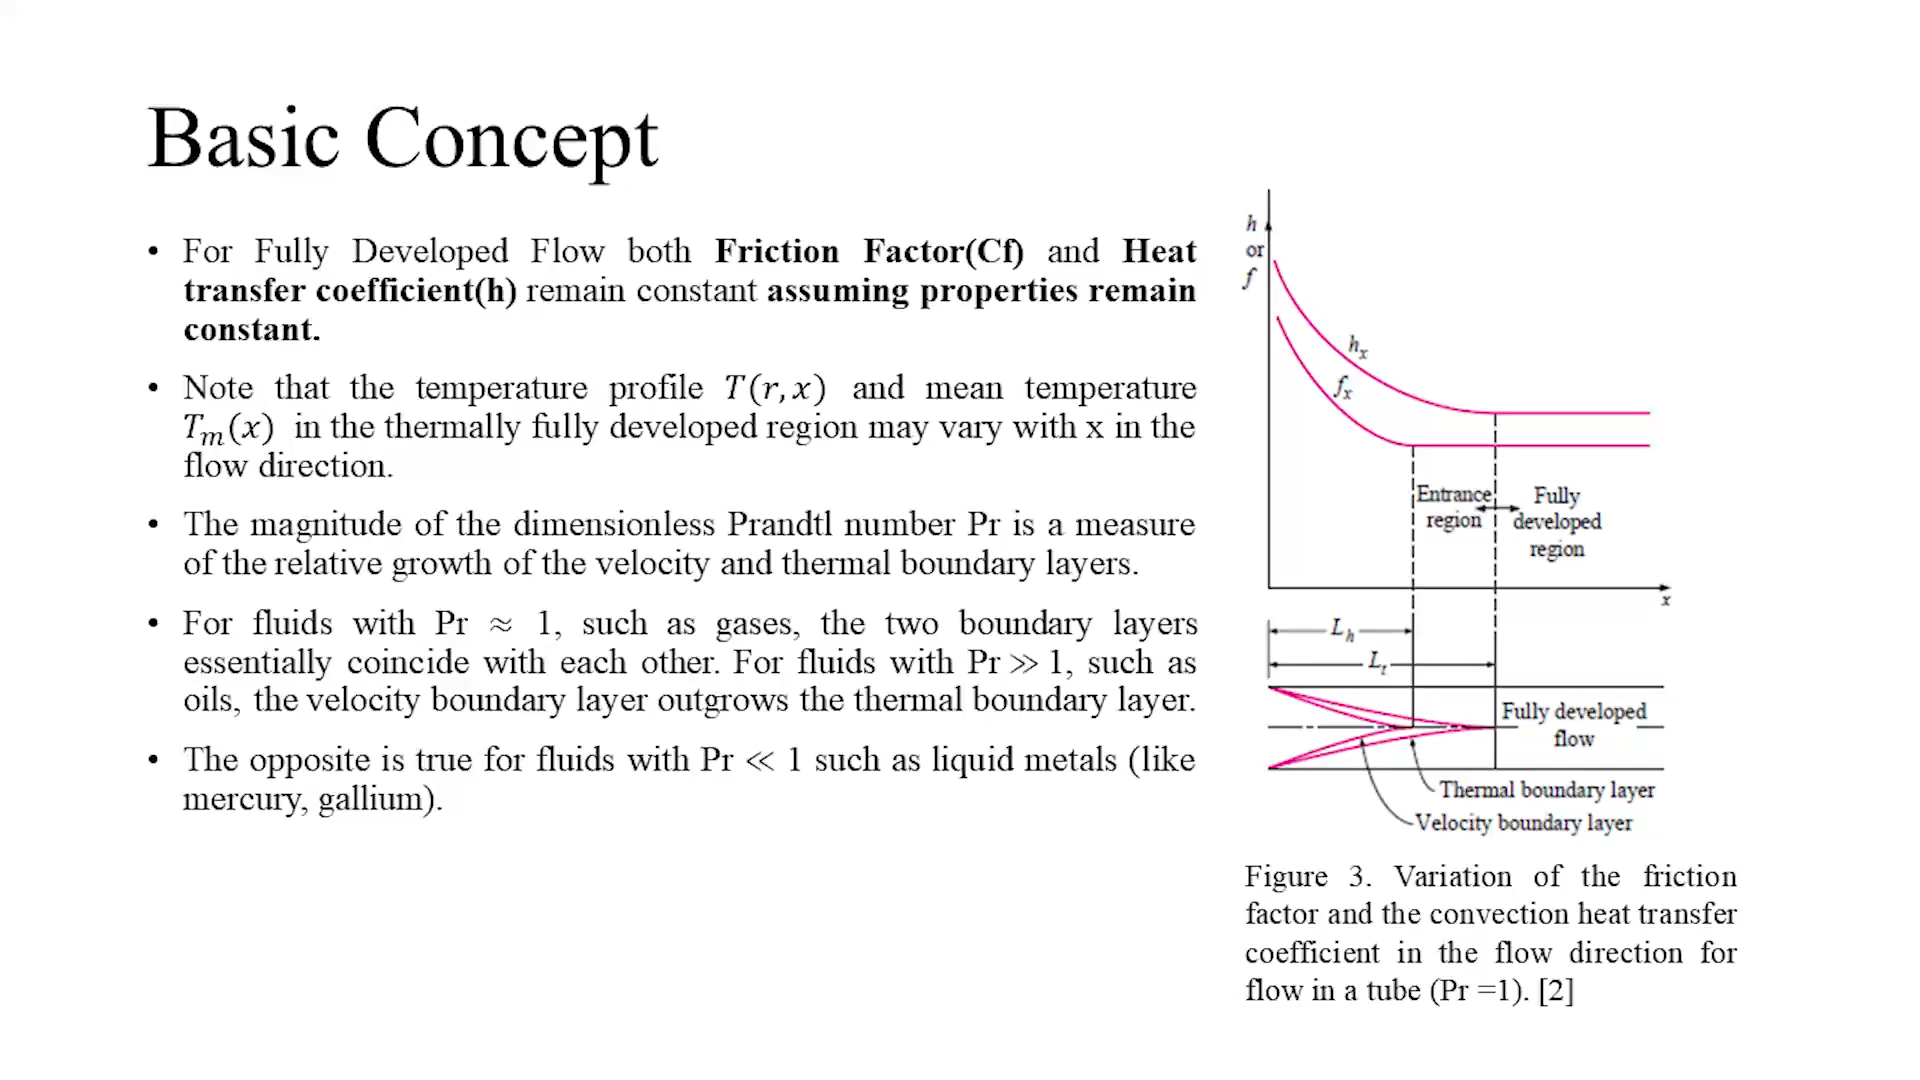 Basic Concept
• For Fully Developed Flow both Friction Factor(Cf) and Heat
transfer coefficient(h) remain constant assuming properties remain
constant.
• Note that the temperature profile T(r, x) and mean temperature
Tₘ(x) in the thermally fully developed region may vary with x in the
flow direction.
• The magnitude of the dimensionless Prandtl number Pr is a measure
of the relative growth of the velocity and thermal boundary layers.
• For fluids with Pr ≈ 1, such as gases, the two boundary layers
essentially coincide with each other. For fluids with Pr ≫ 1, such as
oils, the velocity boundary layer outgrows the thermal boundary layer.
• The opposite is true for fluids with Pr ≪ 1 such as liquid metals (like
mercury, gallium).
h
or
f
hₓ
fₓ
Entrance
region
Fully
developed
region
x
Lₕ
Lₜ
Fully developed
flow
Thermal boundary layer
Velocity boundary layer
Figure 3. Variation of the friction
factor and the convection heat transfer
coefficient in the flow direction for
flow in a tube (Pr =1). [2]